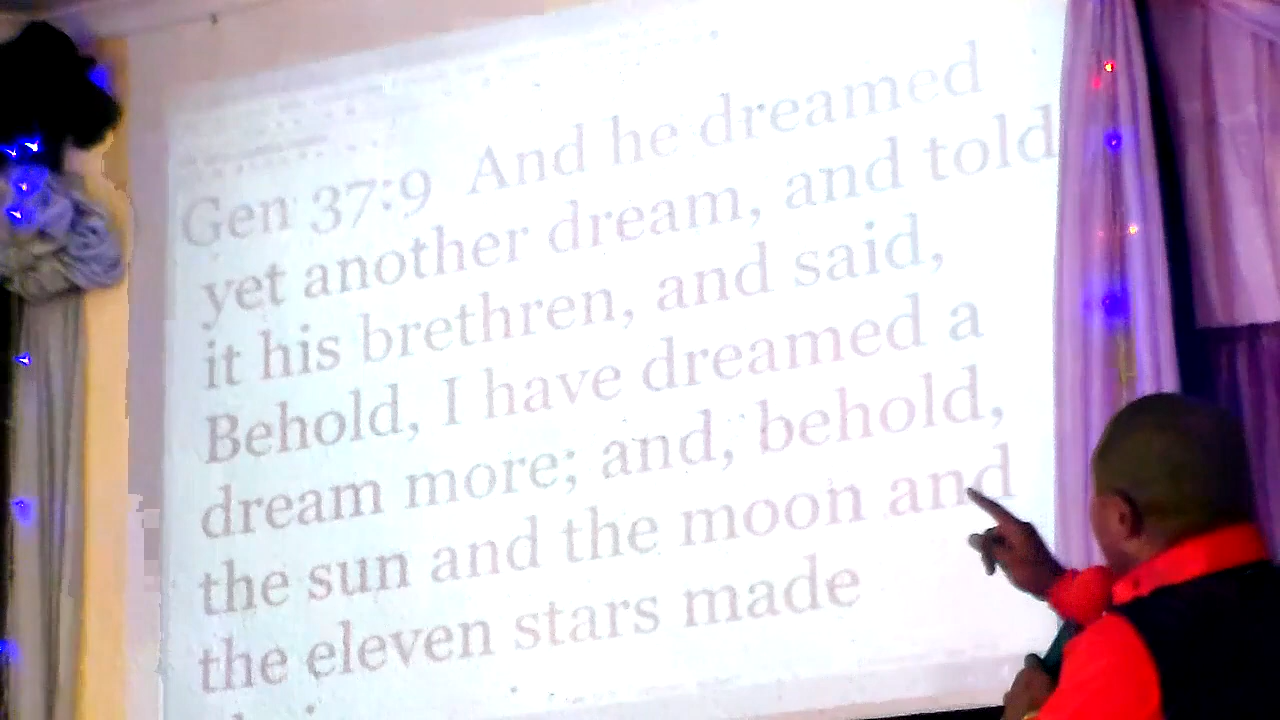 Gen 37:9 And he dreamed
yet another dream, and told
it his brethren, and said,
Behold, I have dreamed a
dream more; and, behold,
the sun and the moon and
the eleven stars made